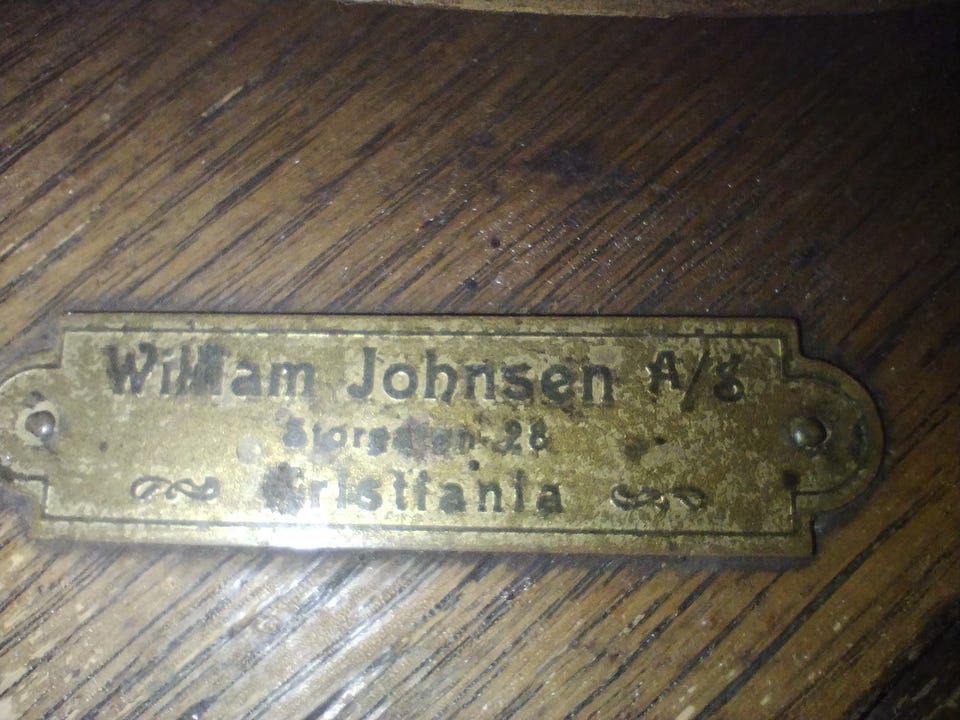 William Johnsen A/S
Storgaten 28
Kristiania